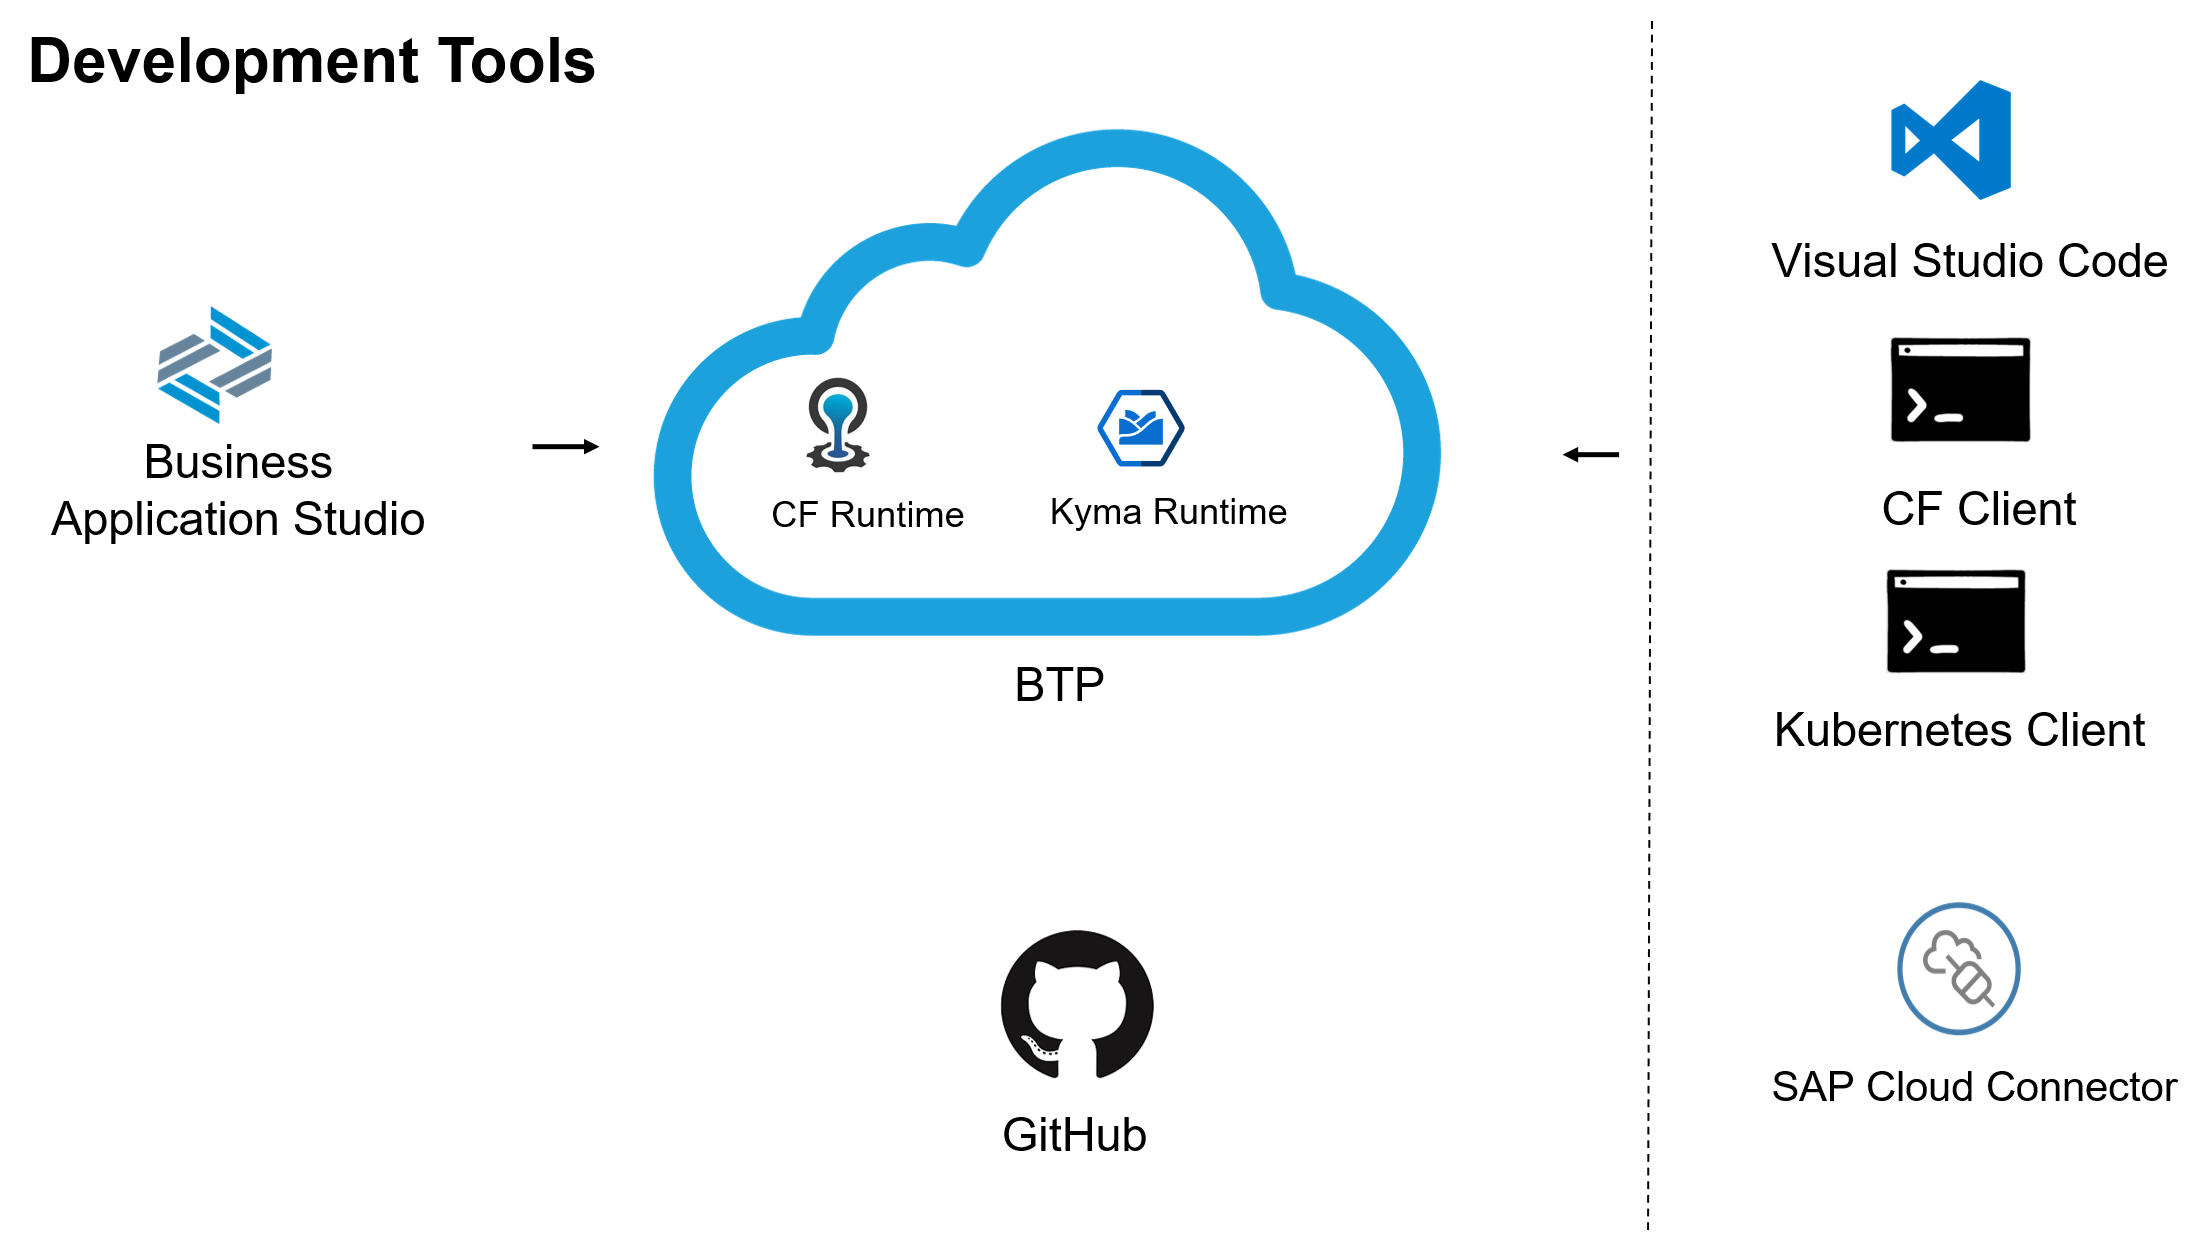 Development Tools
Business
Application Studio
CF Runtime
Kyma Runtime
BTP
GitHub
Visual Studio Code
CF Client
Kubernetes Client
SAP Cloud Connector